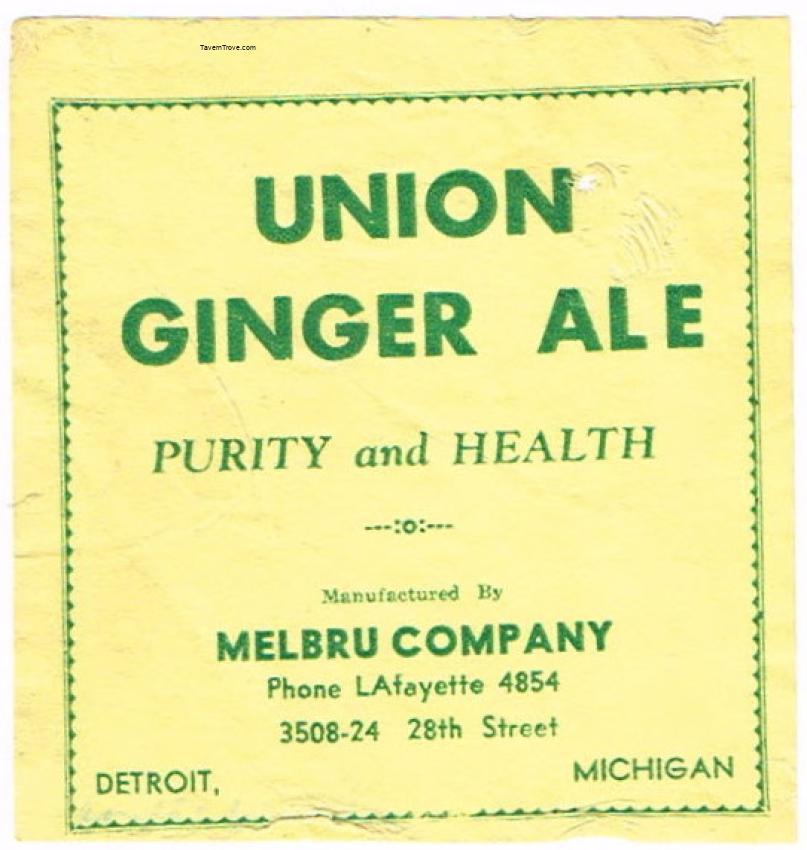 TavernTrove.com
UNION
GINGER ALE
PURITY and HEALTH
---:o:---
Manufactured By
MELBRU COMPANY
Phone LAfayette 4854
3508-24 28th Street
DETROIT, MICHIGAN